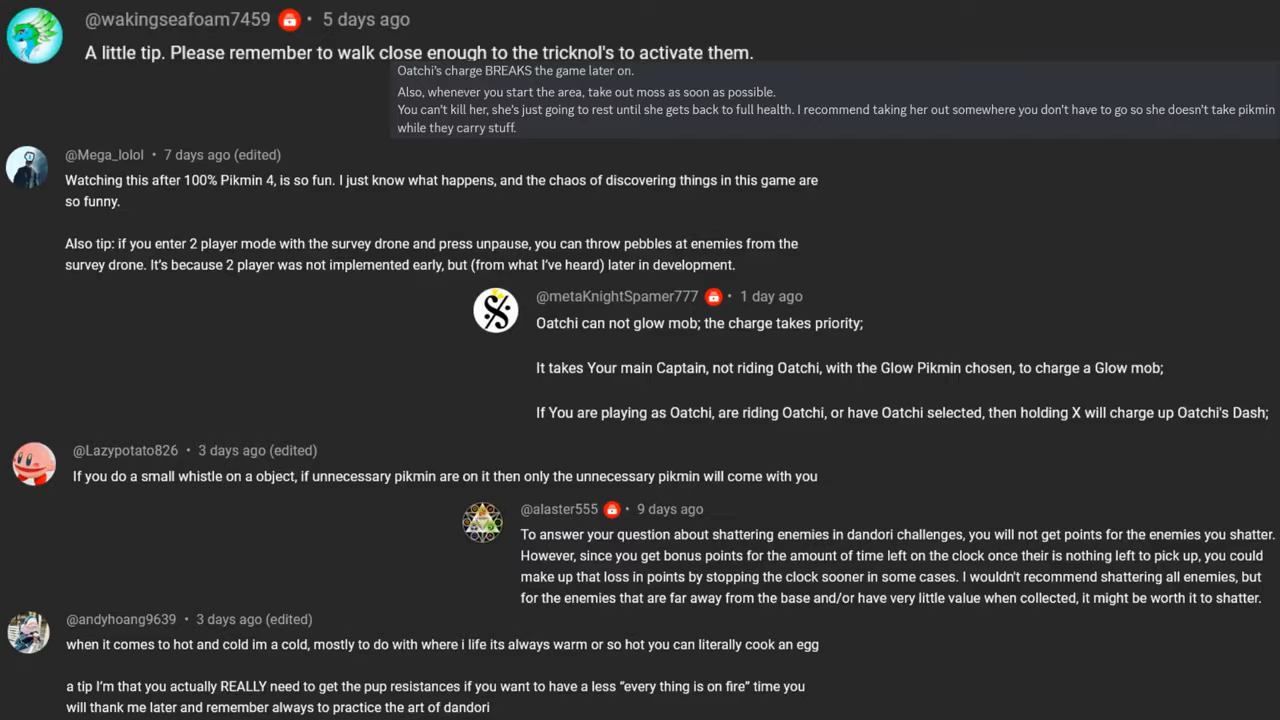 @wakingseafoam7459 • 5 days ago
A little tip. Please remember to walk close enough to the tricknol's to activate them.
Oatchi's charge BREAKS the game later on.
Also, whenever you start the area, take out moss as soon as possible.
You can't kill her, she's just going to rest until she gets back to full health. I recommend taking her out somewhere you don't have to go so she doesn't take pikmin
while they carry stuff.
@Mega_lolol • 7 days ago (edited)
Watching this after 100% Pikmin 4, is so fun. I just know what happens, and the chaos of discovering things in this game are
so funny.
Also tip: if you enter 2 player mode with the survey drone and press unpause, you can throw pebbles at enemies from the
survey drone. It's because 2 player was not implemented early, but (from what I've heard) later in development.
@metaKnightSpamer777 • 1 day ago
Oatchi can not glow mob; the charge takes priority;
It takes Your main Captain, not riding Oatchi, with the Glow Pikmin chosen, to charge a Glow mob;
If You are playing as Oatchi, are riding Oatchi, or have Oatchi selected, then holding X will charge up Oatchi's Dash;
@Lazypotato826 • 3 days ago (edited)
If you do a small whistle on a object, if unnecessary pikmin are on it then only the unnecessary pikmin will come with you
@alaster555 • 9 days ago
To answer your question about shattering enemies in dandori challenges, you will not get points for the enemies you shatter.
However, since you get bonus points for the amount of time left on the clock once their is nothing left to pick up, you could
make up that loss in points by stopping the clock sooner in some cases. I wouldn't recommend shattering all enemies, but
for the enemies that are far away from the base and/or have very little value when collected, it might be worth it to shatter.
@andyhoang9639 • 3 days ago (edited)
when it comes to hot and cold im a cold, mostly to do with where i life its always warm or so hot you can literally cook an egg
a tip I'm that you actually REALLY need to get the pup resistances if you want to have a less “every thing is on fire” time you
will thank me later and remember always to practice the art of dandori